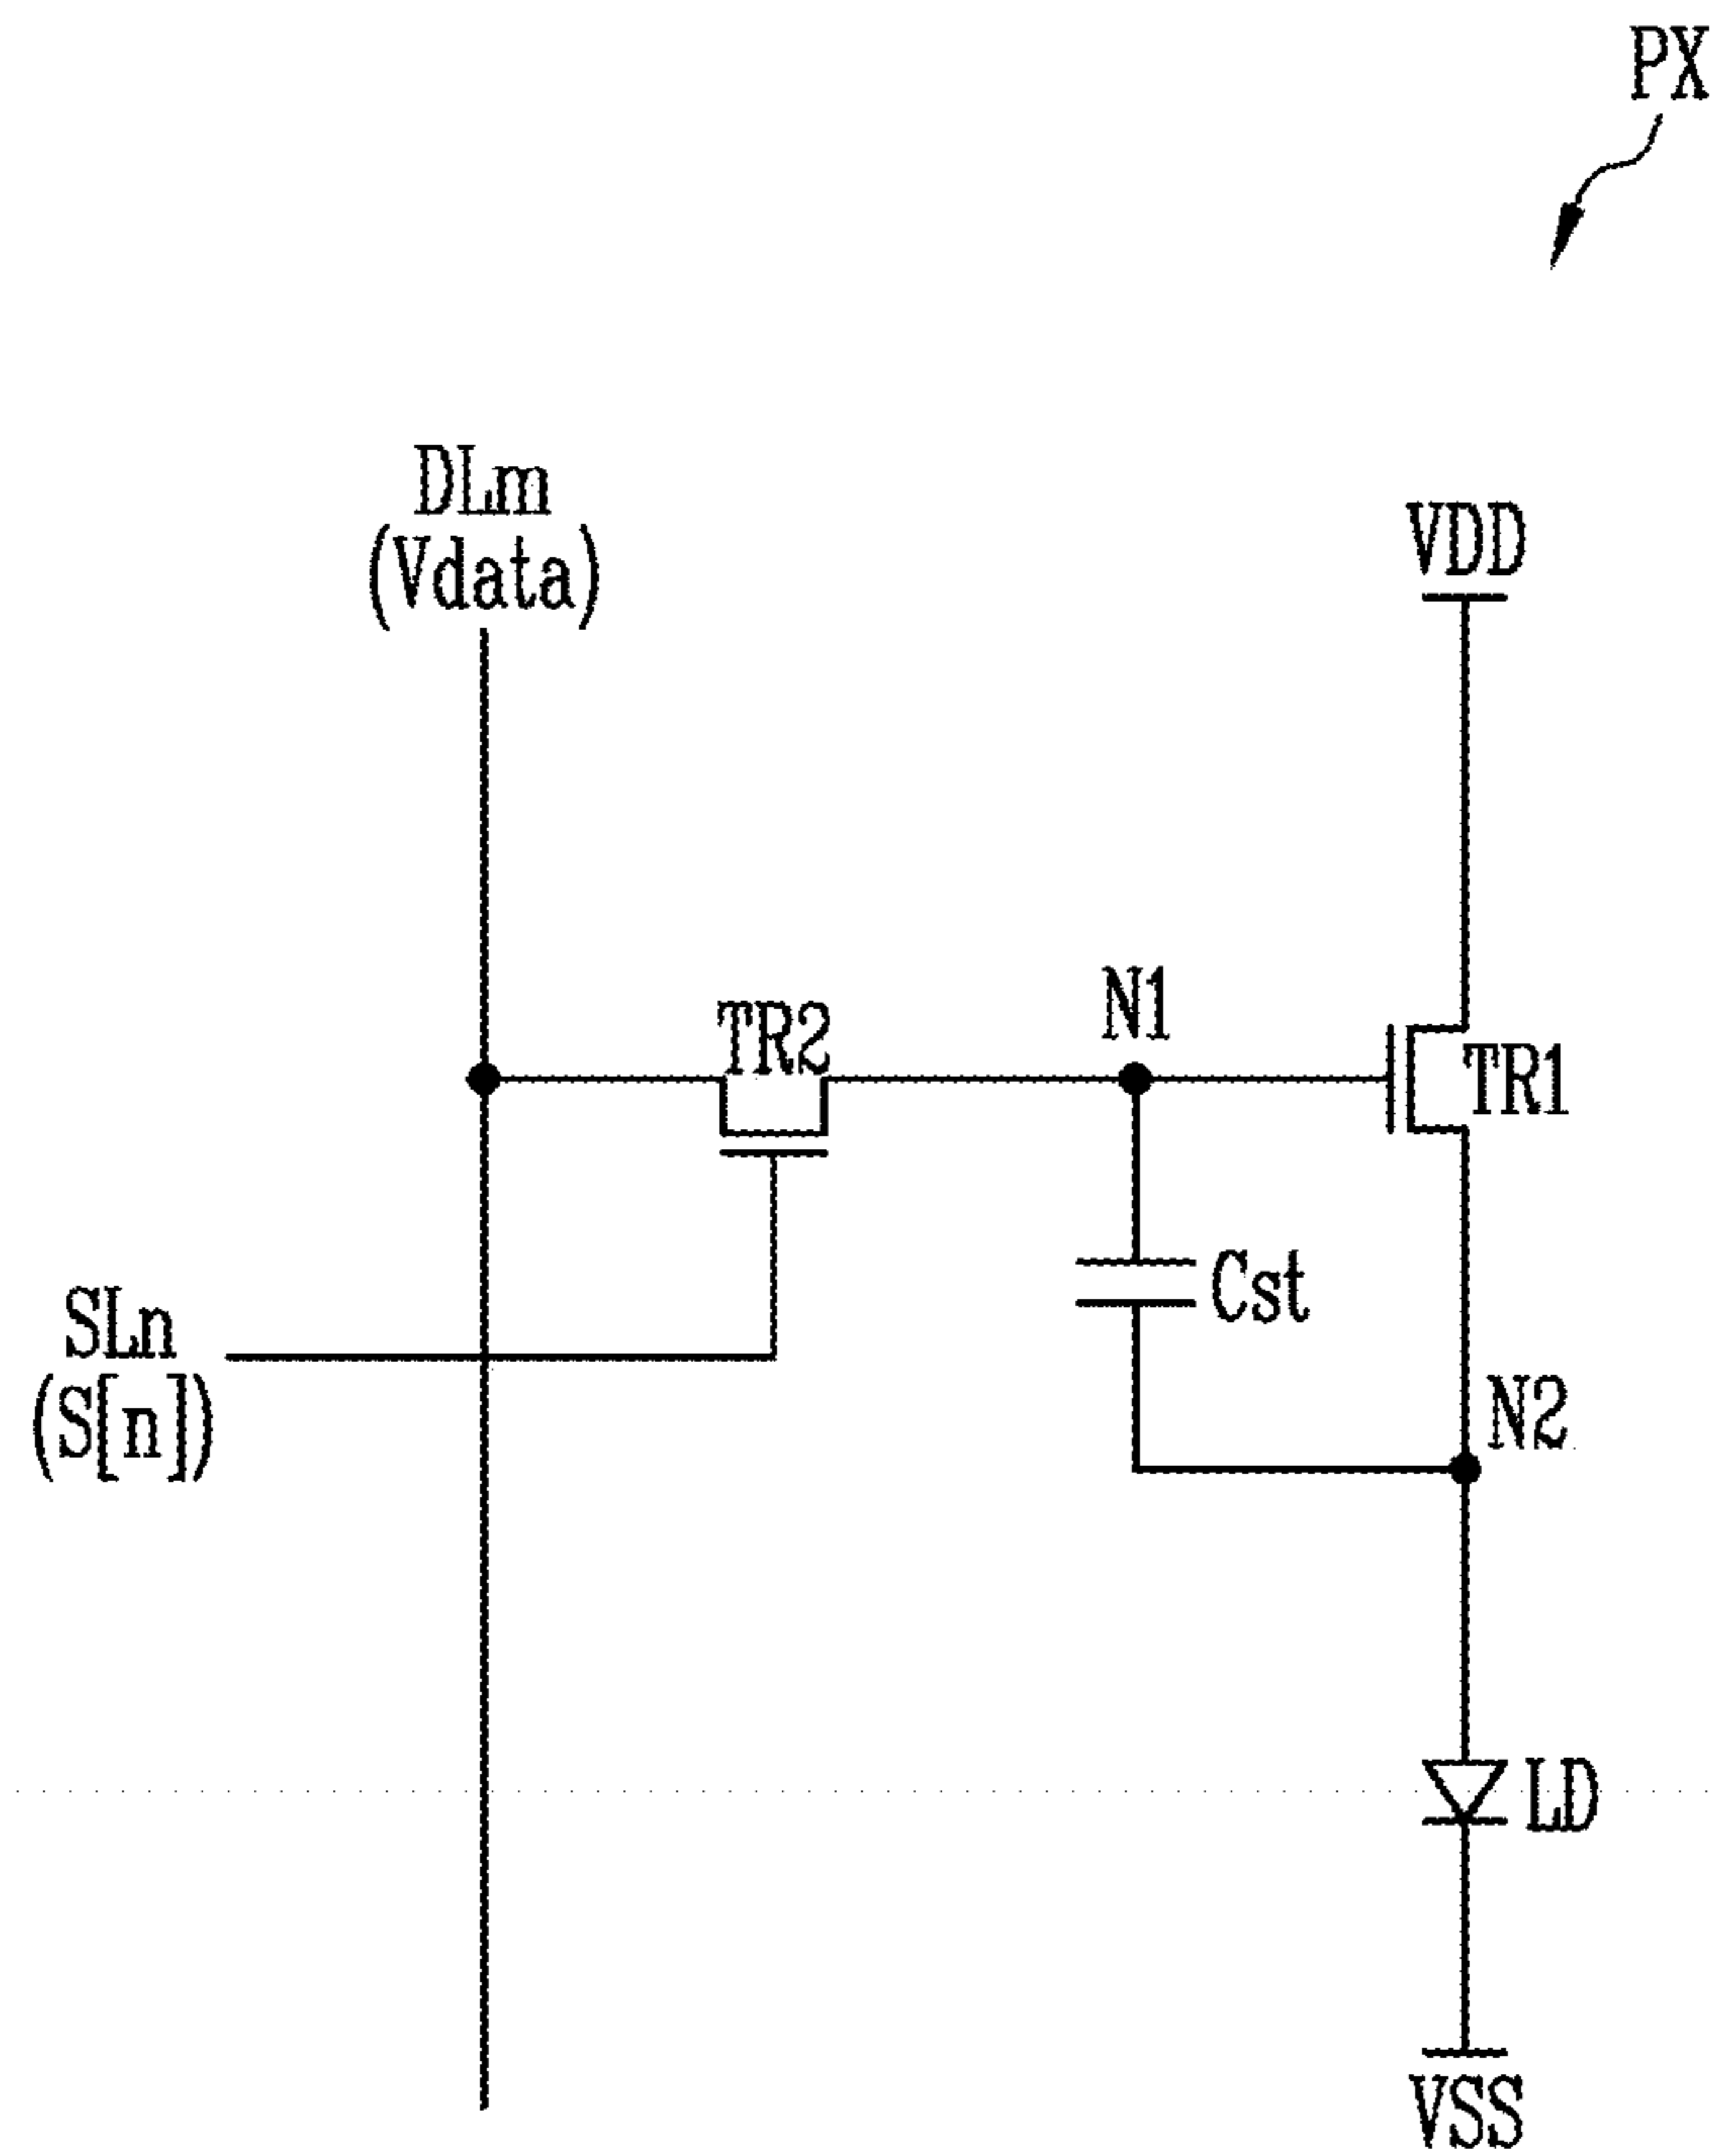 PX
DLm
(Vdata)
VDD
N1
TR2
TR1
Cst
SLn
(S[n])
N2
LD
VSS